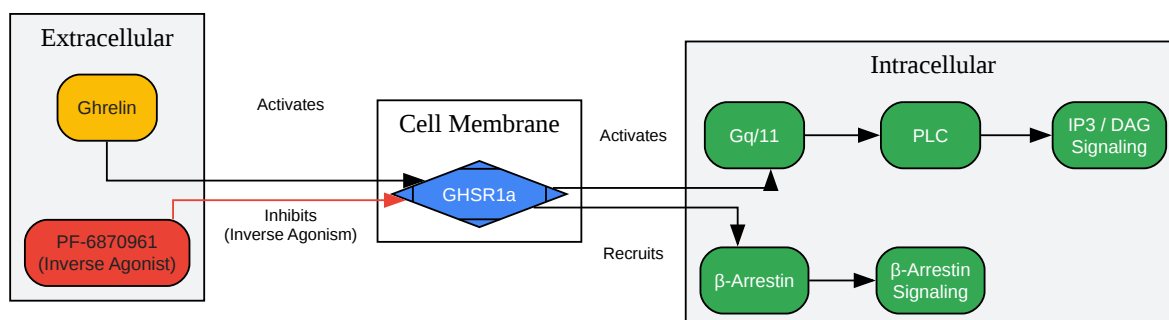 Extracellular
Ghrelin
PF-6870961
(Inverse Agonist)
Activates
Inhibits
(Inverse Agonism)
Cell Membrane
GHSR1a
Activates
Recruits
Intracellular
Gq/11
PLC
IP3 / DAG
Signaling
β-Arrestin
β-Arrestin
Signaling